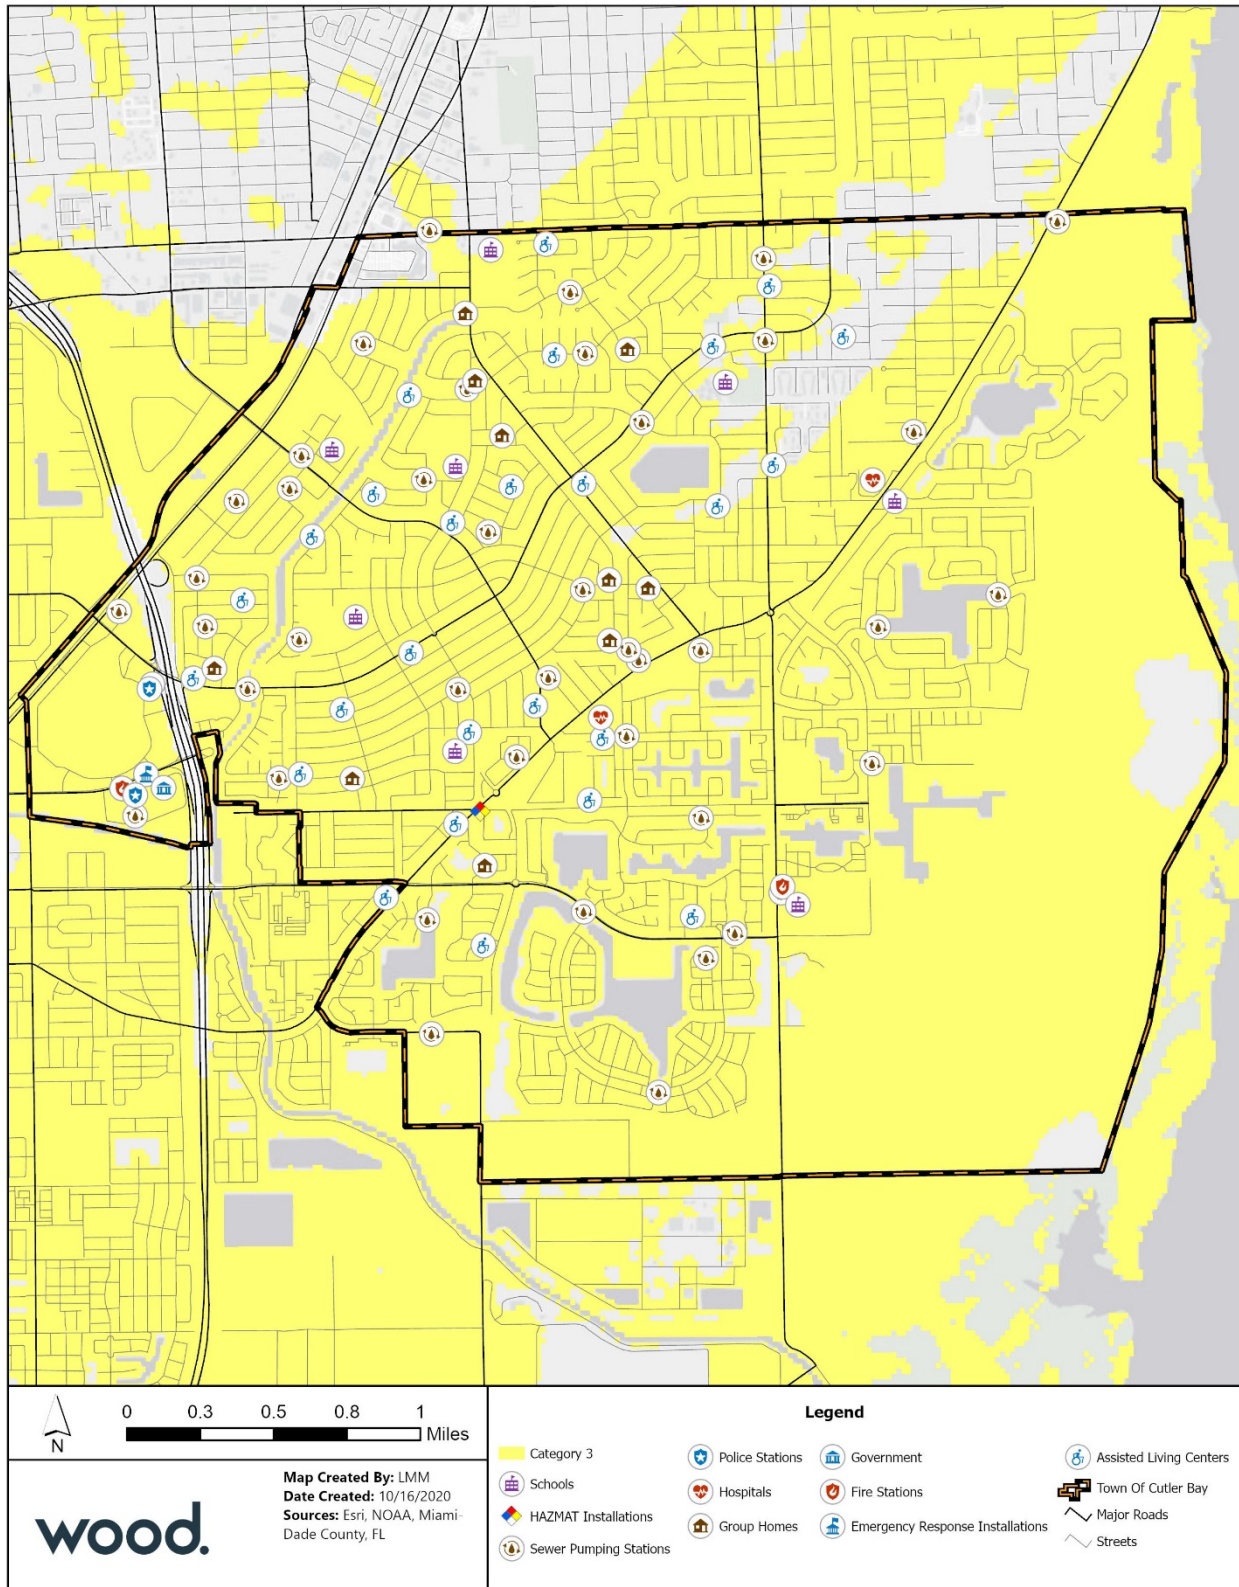 0 0.3 0.5 0.8 1
Miles
N
Map Created By: LMM
Date Created: 10/16/2020
Sources: Esri, NOAA, Miami-
Dade County, FL
wood.
Legend
Category 3
Schools
HAZMAT Installations
Sewer Pumping Stations
Police Stations
Hospitals
Group Homes
Government
Fire Stations
Emergency Response Installations
Assisted Living Centers
Town Of Cutler Bay
Major Roads
Streets